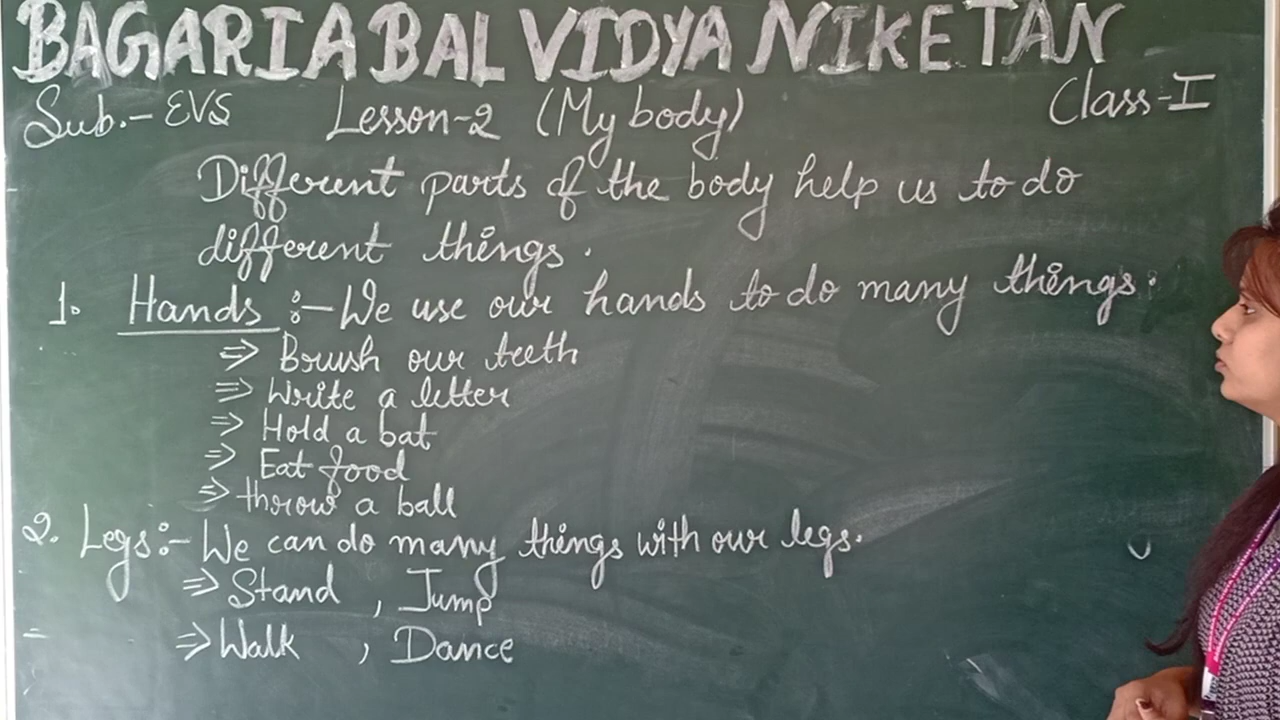 BAGARIA BAL VIDYA NIKETAN
Sub.- EVS Lesson-2 (My body) Class-I
Different parts of the body help us to do
different things.
1. Hands :- We use our hands to do many things.
⇒ Brush our teeth
⇒ Write a letter
⇒ Hold a bat
⇒ Eat food
⇒ throw a ball
2. Legs:- We can do many things with our legs.
⇒ Stand , Jump
⇒ Walk , Dance